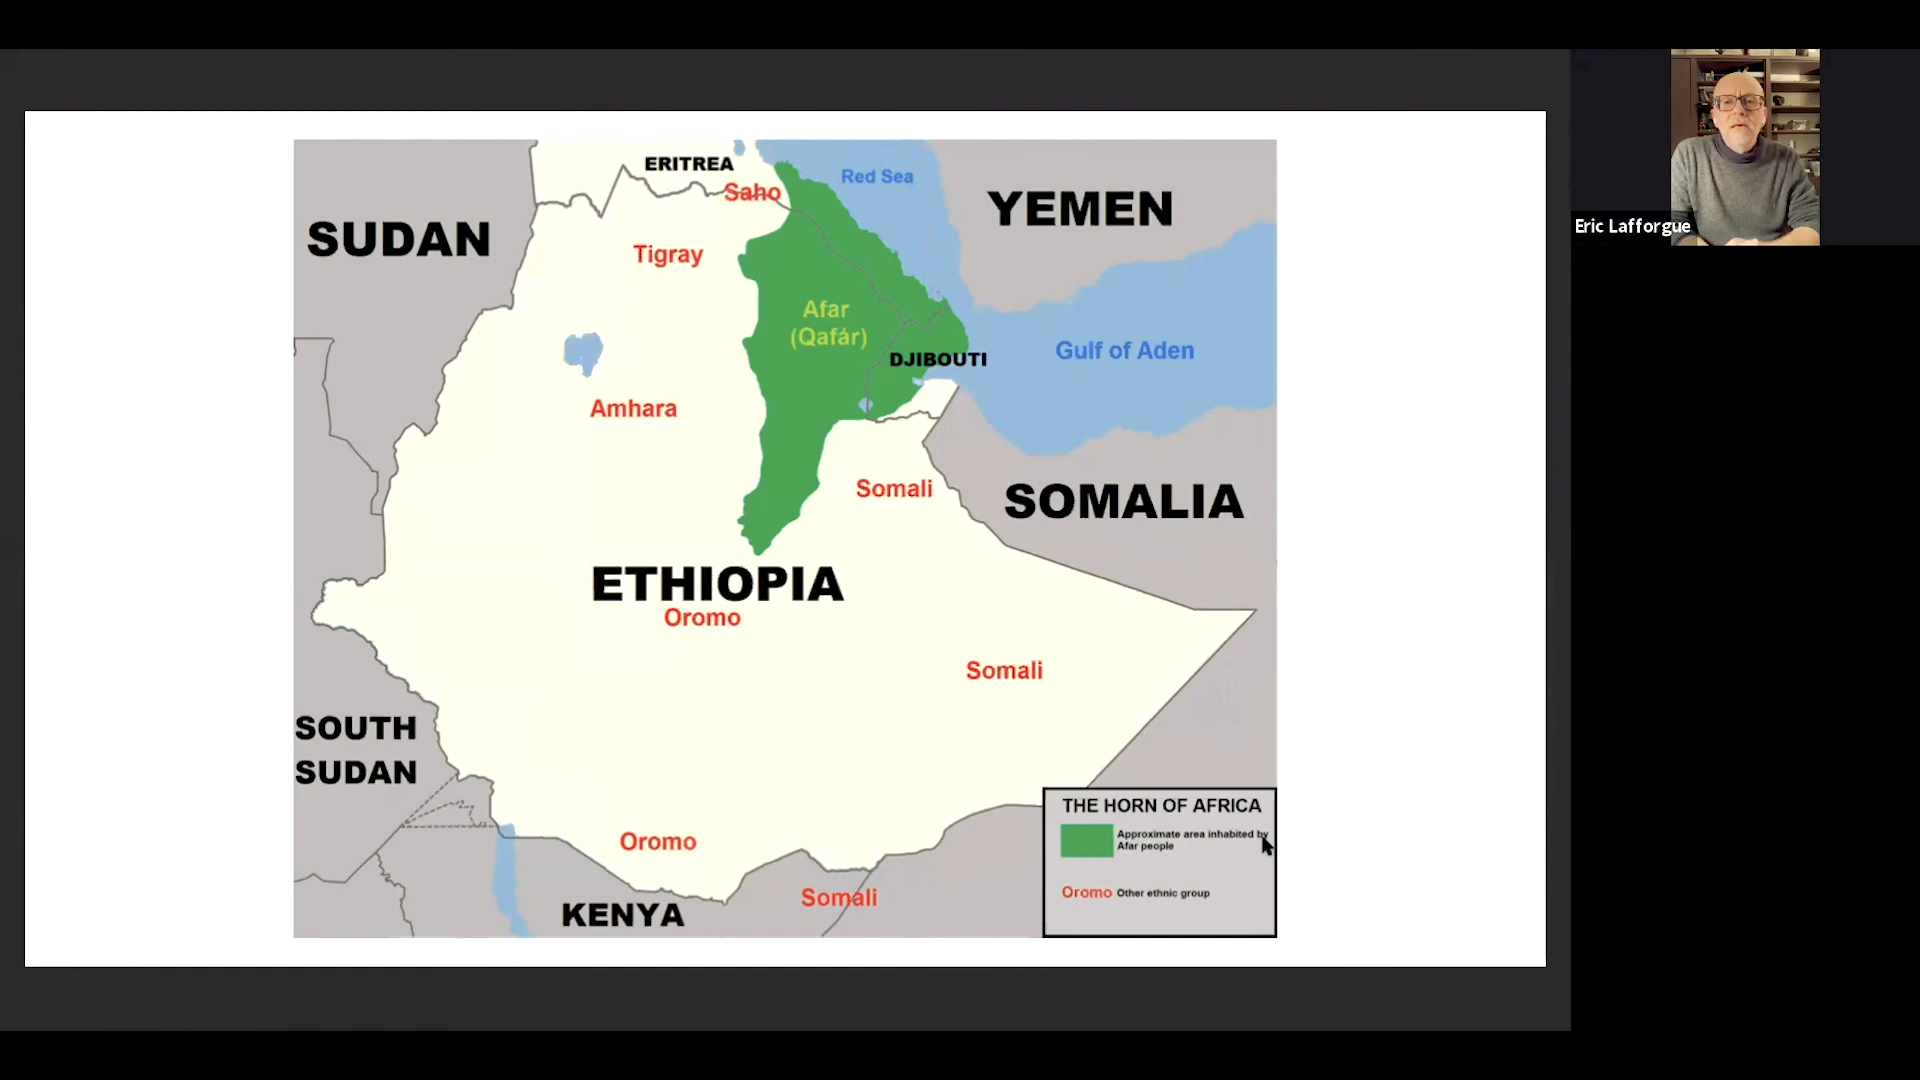 ERITREA
Saho
Red Sea
YEMEN
SUDAN
Tigray
Afar
(Qafár)
DJIBOUTI
Gulf of Aden
Amhara
Somali
SOMALIA
ETHIOPIA
Oromo
Somali
SOUTH
SUDAN
Oromo
Somali
KENYA
THE HORN OF AFRICA
Approximate area inhabited by
Afar people
Oromo Other ethnic group
Eric Lafforgue